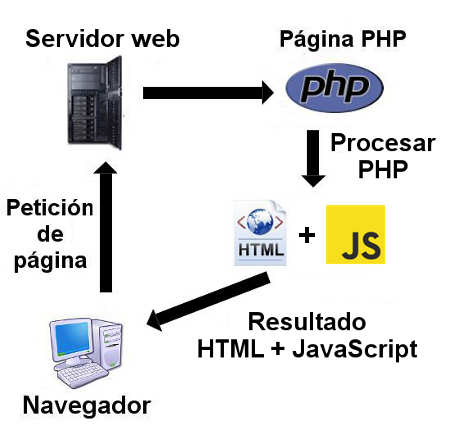 Servidor web
Página PHP
php
Procesar
PHP
Petición
de
página
HTML
+
JS
Resultado
HTML + JavaScript
Navegador